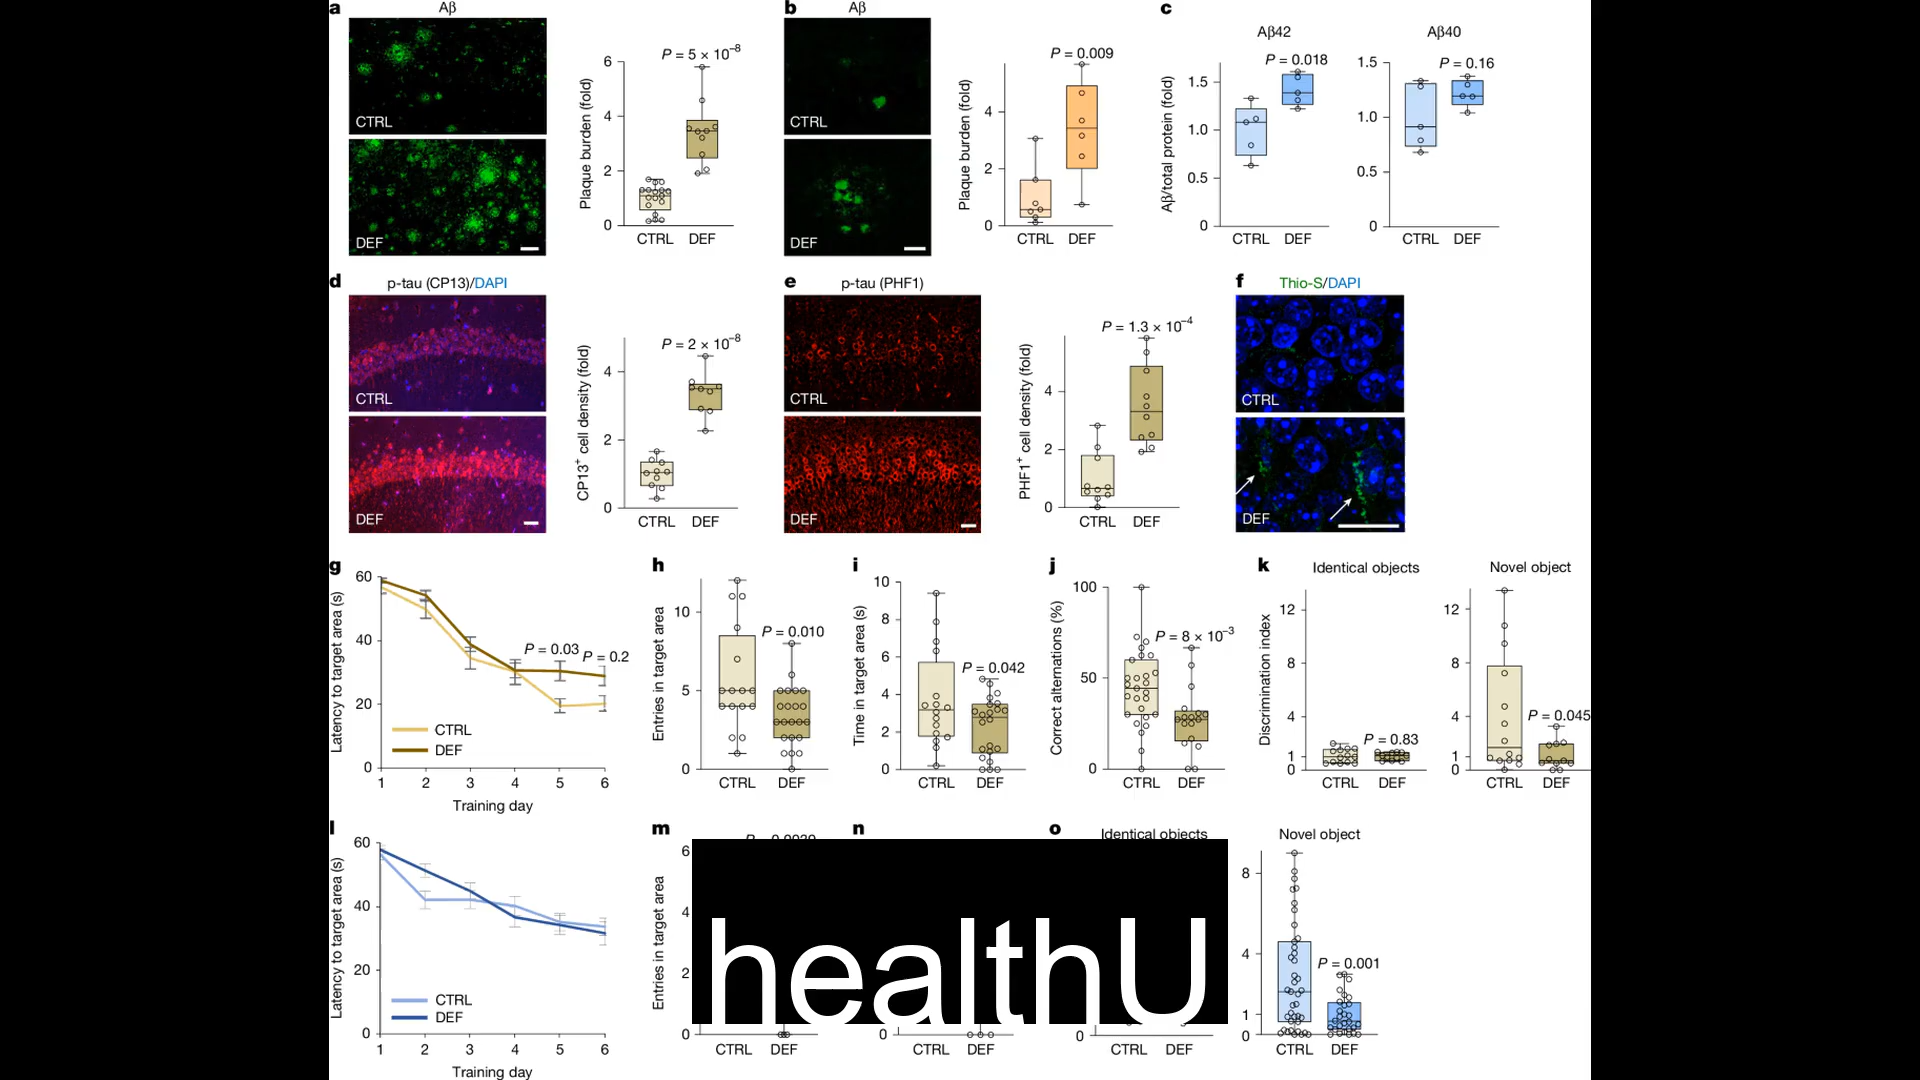 a Aβ
CTRL
DEF
Plaque burden (fold)
6
4
2
0
P = 5 × 10⁻⁸
CTRL DEF
b Aβ
CTRL
DEF
Plaque burden (fold)
4
2
0
P = 0.009
CTRL DEF
c
Aβ42
Aβ/total protein (fold)
1.5
1.0
0.5
0
P = 0.018
CTRL DEF
Aβ40
1.5
1.0
0.5
0
P = 0.16
CTRL DEF
d p-tau (CP13)/DAPI
CTRL
DEF
CP13⁺ cell density (fold)
4
2
0
P = 2 × 10⁻⁸
CTRL DEF
e p-tau (PHF1)
CTRL
DEF
PHF1⁺ cell density (fold)
4
2
0
P = 1.3 × 10⁻⁴
CTRL DEF
f Thio-S/DAPI
CTRL
DEF
g
Latency to target area (s)
60
40
20
0
P = 0.03 P = 0.2
CTRL
DEF
1 2 3 4 5 6
Training day
h
Entries in target area
10
5
0
P = 0.010
CTRL DEF
i
Time in target area (s)
10
8
6
4
2
0
P = 0.042
CTRL DEF
j
Correct alternations (%)
100
50
0
P = 8 × 10⁻³
CTRL DEF
k
Identical objects
Discrimination index
12
8
4
1
0
P = 0.83
CTRL DEF
Novel object
12
8
4
1
0
P = 0.045
CTRL DEF
l
Latency to target area (s)
60
40
20
0
CTRL
DEF
1 2 3 4 5 6
Training day
m
Entries in target area
6
4
2
0
CTRL DEF
n
0
CTRL DEF
o
Identical objects
0
CTRL DEF
Novel object
8
4
1
0
P = 0.001
CTRL DEF
healthU